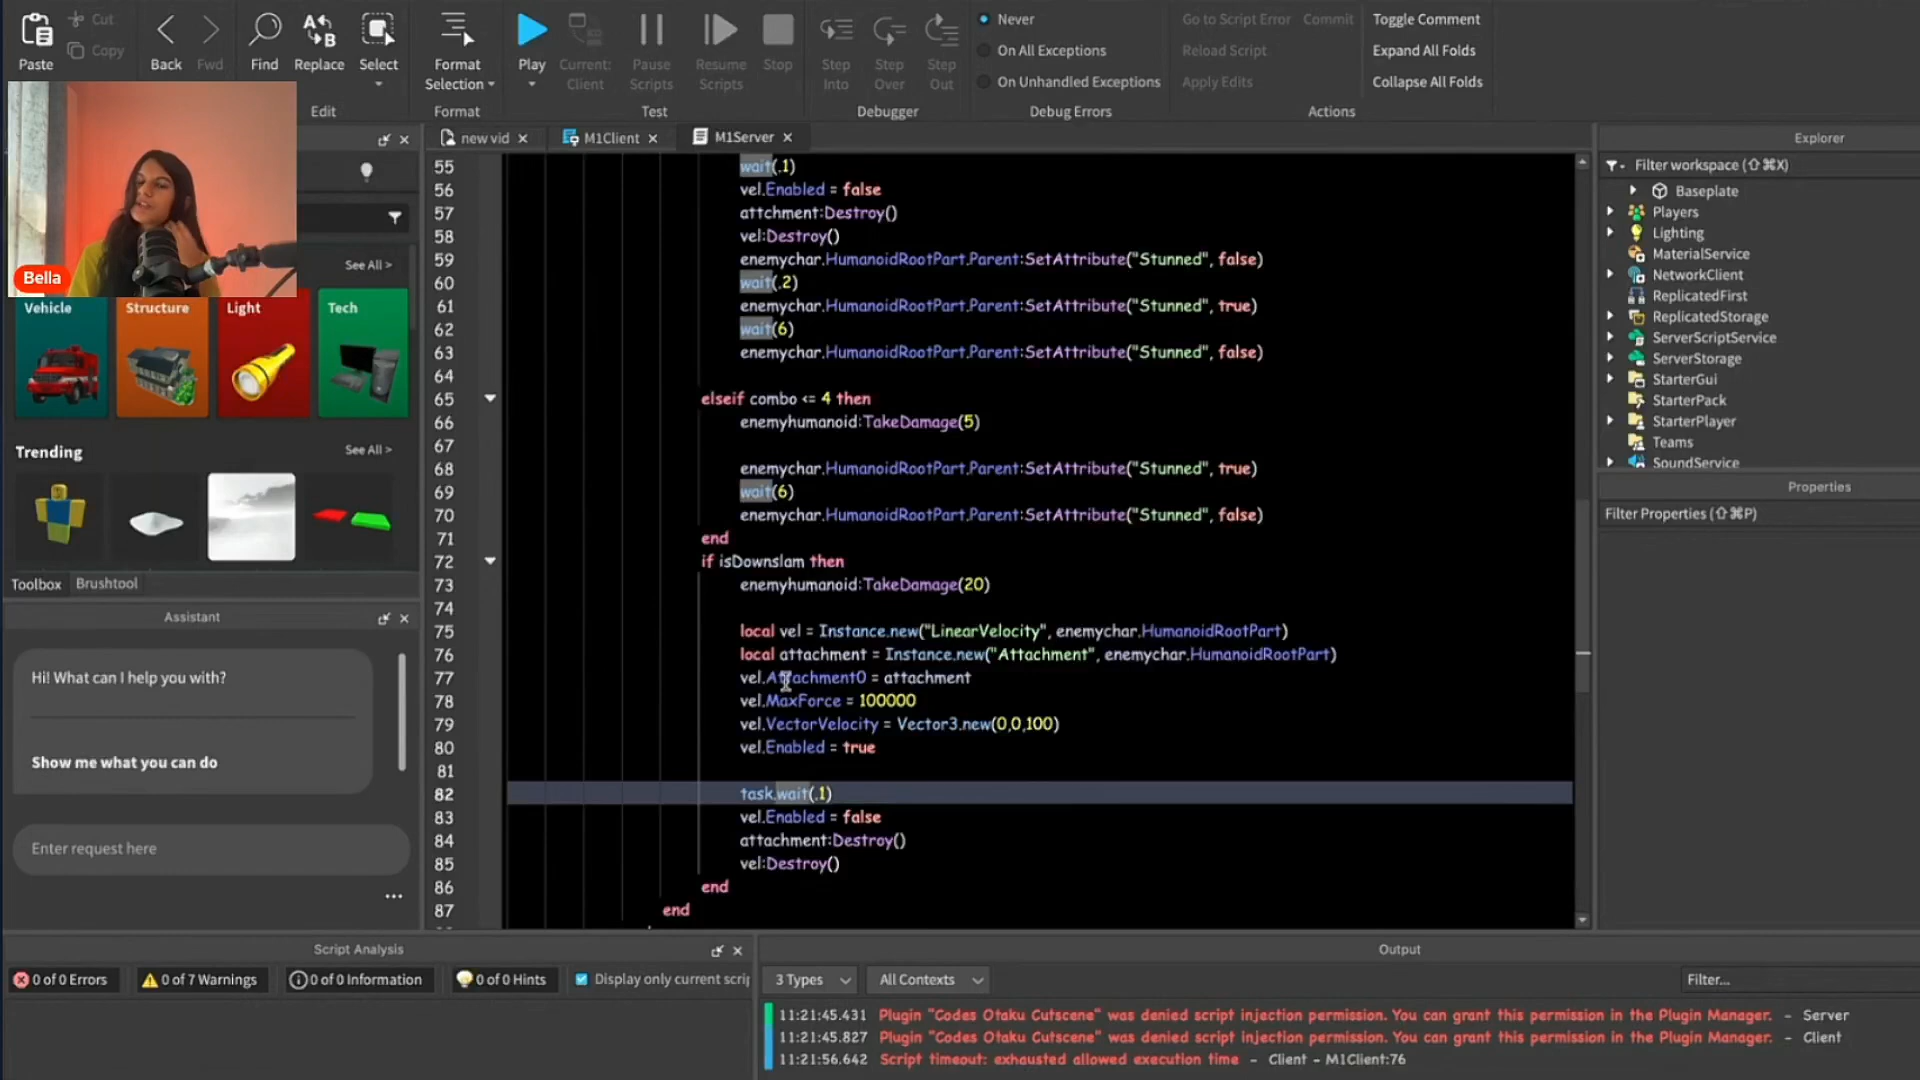 Paste
Cut
Copy
Back
Fwd
Find
Replace
Select
Edit
Format
Selection
Format
Play
Current:
Client
Pause
Scripts
Resume
Scripts
Stop
Test
Step
Into
Step
Over
Step
Out
Debugger
Never
On All Exceptions
On Unhandled Exceptions
Debug Errors
Go to Script Error
Commit
Reload Script
Apply Edits
Toggle Comment
Expand All Folds
Collapse All Folds
Actions
Bella
See All >
Vehicle
Structure
Light
Tech
Trending
See All >
Toolbox
Brushtool
Assistant
Hi! What can I help you with?
Show me what you can do
Enter request here
new vid
M1Client
M1Server
55 wait(.1)
56 vel.Enabled = false
57 attchment:Destroy()
58 vel:Destroy()
59 enemychar.HumanoidRootPart.Parent:SetAttribute("Stunned", false)
60 wait(.2)
61 enemychar.HumanoidRootPart.Parent:SetAttribute("Stunned", true)
62 wait(6)
63 enemychar.HumanoidRootPart.Parent:SetAttribute("Stunned", false)
64
65 elseif combo <= 4 then
66 enemyhumanoid:TakeDamage(5)
67
68 enemychar.HumanoidRootPart.Parent:SetAttribute("Stunned", true)
69 wait(6)
70 enemychar.HumanoidRootPart.Parent:SetAttribute("Stunned", false)
71 end
72 if isDownslam then
73 enemyhumanoid:TakeDamage(20)
74
75 local vel = Instance.new("LinearVelocity", enemychar.HumanoidRootPart)
76 local attachment = Instance.new("Attachment", enemychar.HumanoidRootPart)
77 vel.Attachment0 = attachment
78 vel.MaxForce = 100000
79 vel.VectorVelocity = Vector3.new(0,0,100)
80 vel.Enabled = true
81
82 task.wait(.1)
83 vel.Enabled = false
84 attachment:Destroy()
85 vel:Destroy()
86 end
87 end
Explorer
Filter workspace (⇧⌘X)
Baseplate
Players
Lighting
MaterialService
NetworkClient
ReplicatedFirst
ReplicatedStorage
ServerScriptService
ServerStorage
StarterGui
StarterPack
StarterPlayer
Teams
SoundService
Properties
Filter Properties (⇧⌘P)
Script Analysis
0 of 0 Errors
0 of 7 Warnings
0 of 0 Information
0 of 0 Hints
Display only current scrip
Output
3 Types
All Contexts
Filter...
11:21:45.431 Plugin "Codes Otaku Cutscene" was denied script injection permission. You can grant this permission in the Plugin Manager. - Server
11:21:45.827 Plugin "Codes Otaku Cutscene" was denied script injection permission. You can grant this permission in the Plugin Manager. - Client
11:21:56.642 Script timeout: exhausted allowed execution time - Client - M1Client:76